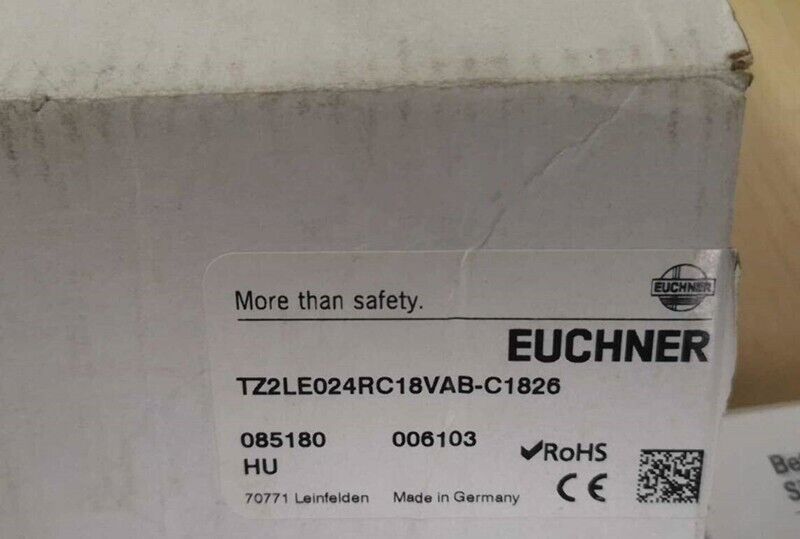 More than safety.
EUCHNER
EUCHNER
TZ2LE024RC18VAB-C1826
085180 006103
HU
RoHS
CE
70771 Leinfelden Made in Germany